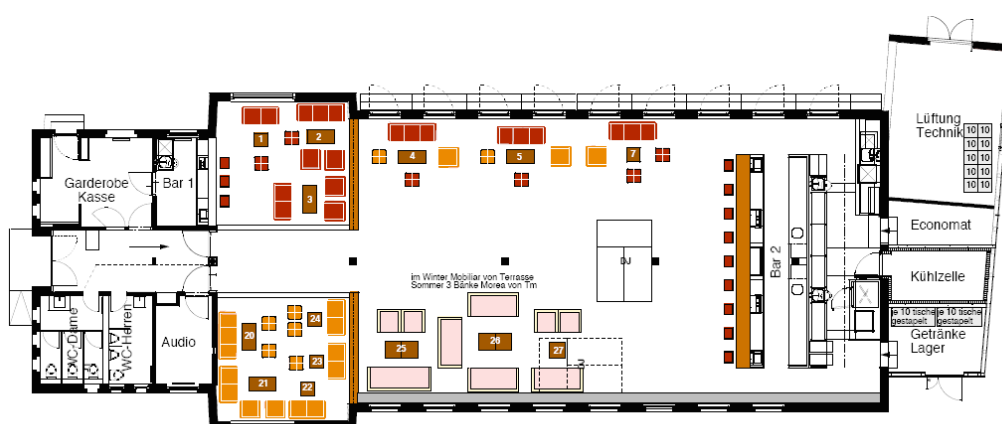 Lüftung
Technik
10 10
10 10
10 10
10 10
10 10
1
2
3
4
5
7
Garderobe
Kasse
Bar 1
Economat
DJ
Bar 2
im Winter Mobiliar von Terrasse
Sommer 3 Bänke Morea von Tm
Kühlzelle
je 10 tische
gestapelt
je 10 tische
gestapelt
Getränke
Lager
WC-Dame
WC-Herren
Audio
20
24
23
21
22
25
26
27